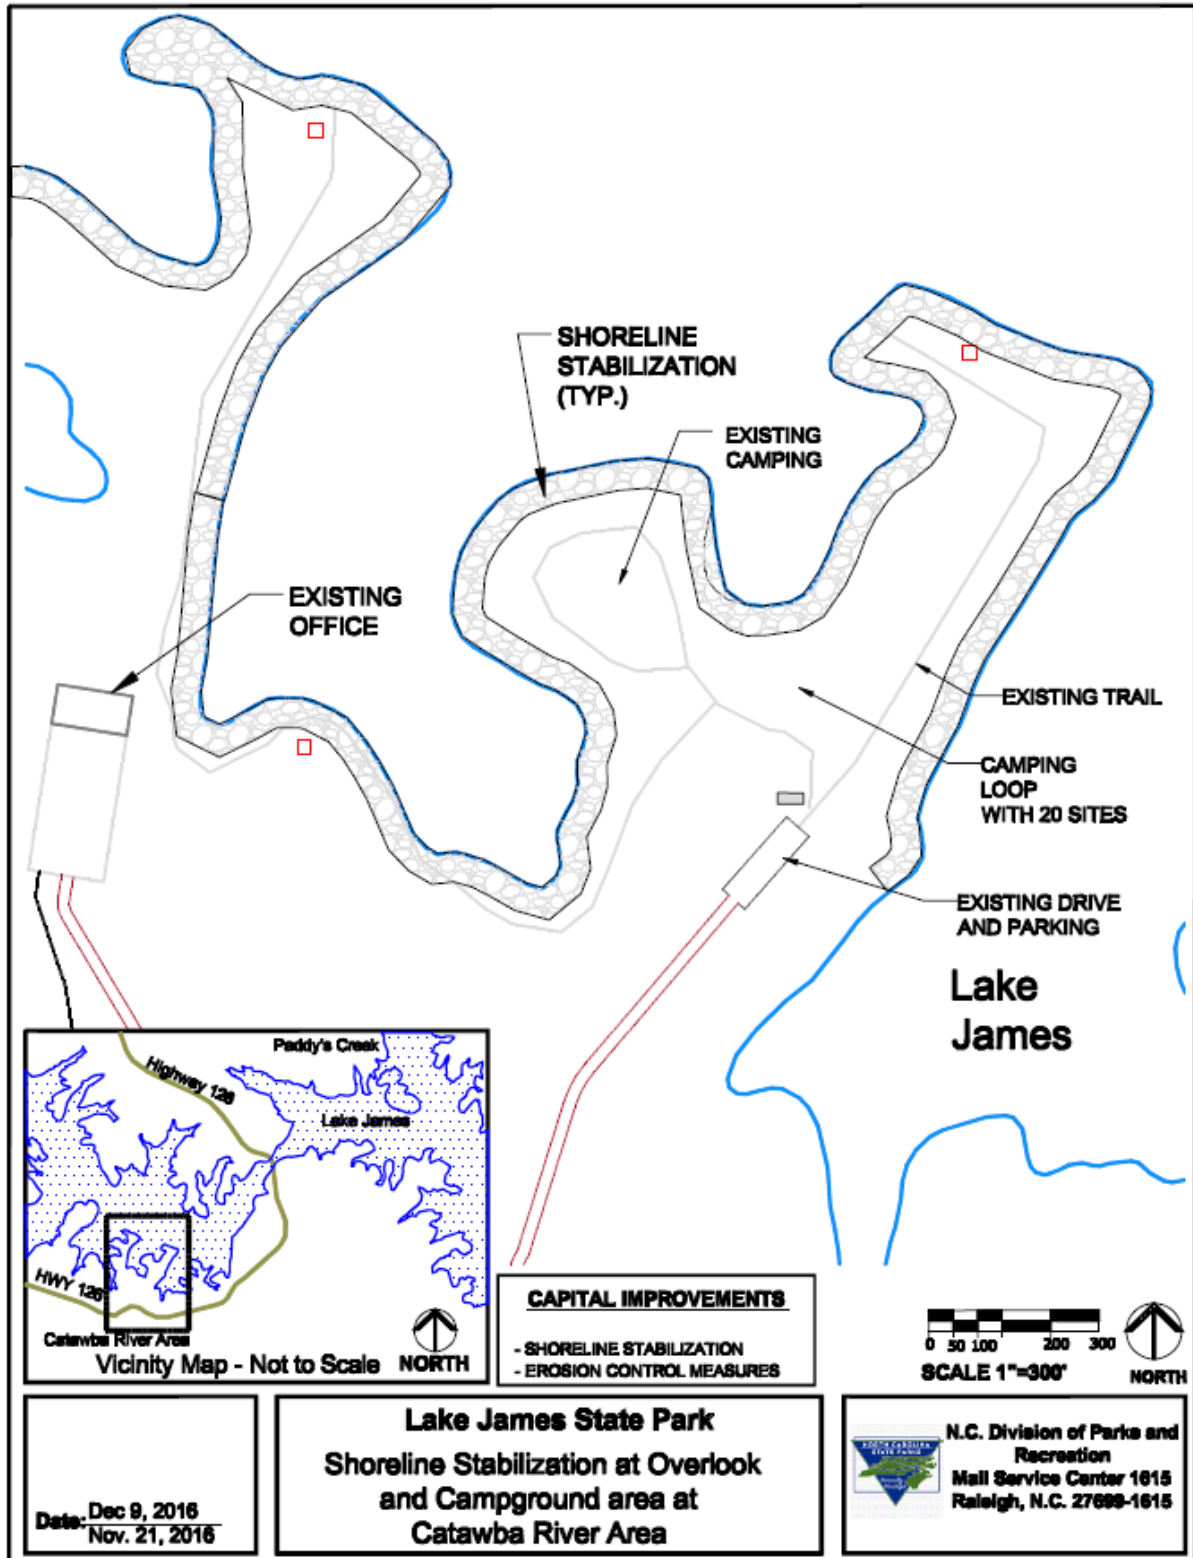 SHORELINE
STABILIZATION
(TYP.)
EXISTING
CAMPING
EXISTING
OFFICE
EXISTING TRAIL
CAMPING
LOOP
WITH 20 SITES
EXISTING DRIVE
AND PARKING
Lake
James
Paddy's Creek
Highway 126
Lake James
HWY 126
Catawba River Area
Vicinity Map - Not to Scale
NORTH
CAPITAL IMPROVEMENTS
- SHORELINE STABILIZATION
- EROSION CONTROL MEASURES
0 50 100 200 300
SCALE 1"=300'
NORTH
Date: Dec 9, 2016
Nov. 21, 2016
Lake James State Park
Shoreline Stabilization at Overlook
and Campground area at
Catawba River Area
NORTH CAROLINA
STATE PARKS
N.C. Division of Parks and
Recreation
Mail Service Center 1615
Raleigh, N.C. 27699-1615